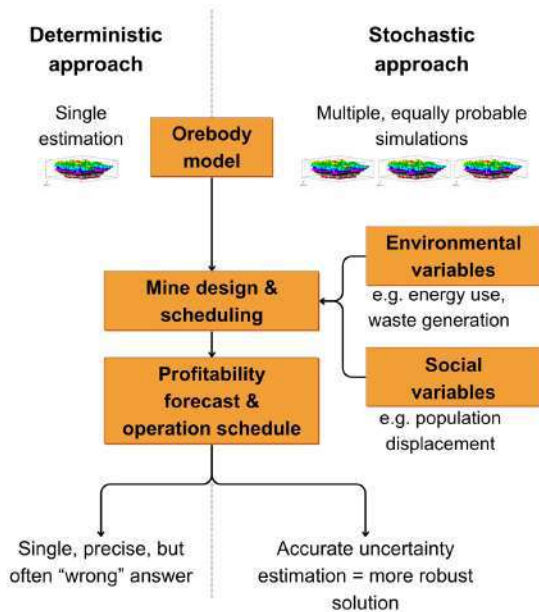 Deterministic
approach
Stochastic
approach
Single
estimation
Orebody
model
Multiple, equally probable
simulations
Environmental
variables
e.g. energy use,
waste generation
Mine design &
scheduling
Social
variables
e.g. population
displacement
Profitability
forecast &
operation schedule
Single, precise, but
often “wrong” answer
Accurate uncertainty
estimation = more robust
solution